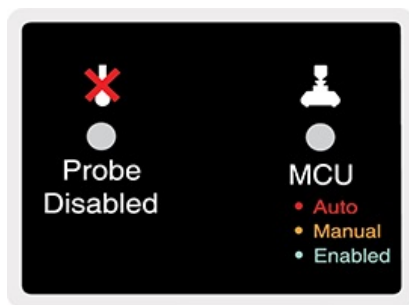 Probe
Disabled
MCU
• Auto
• Manual
• Enabled